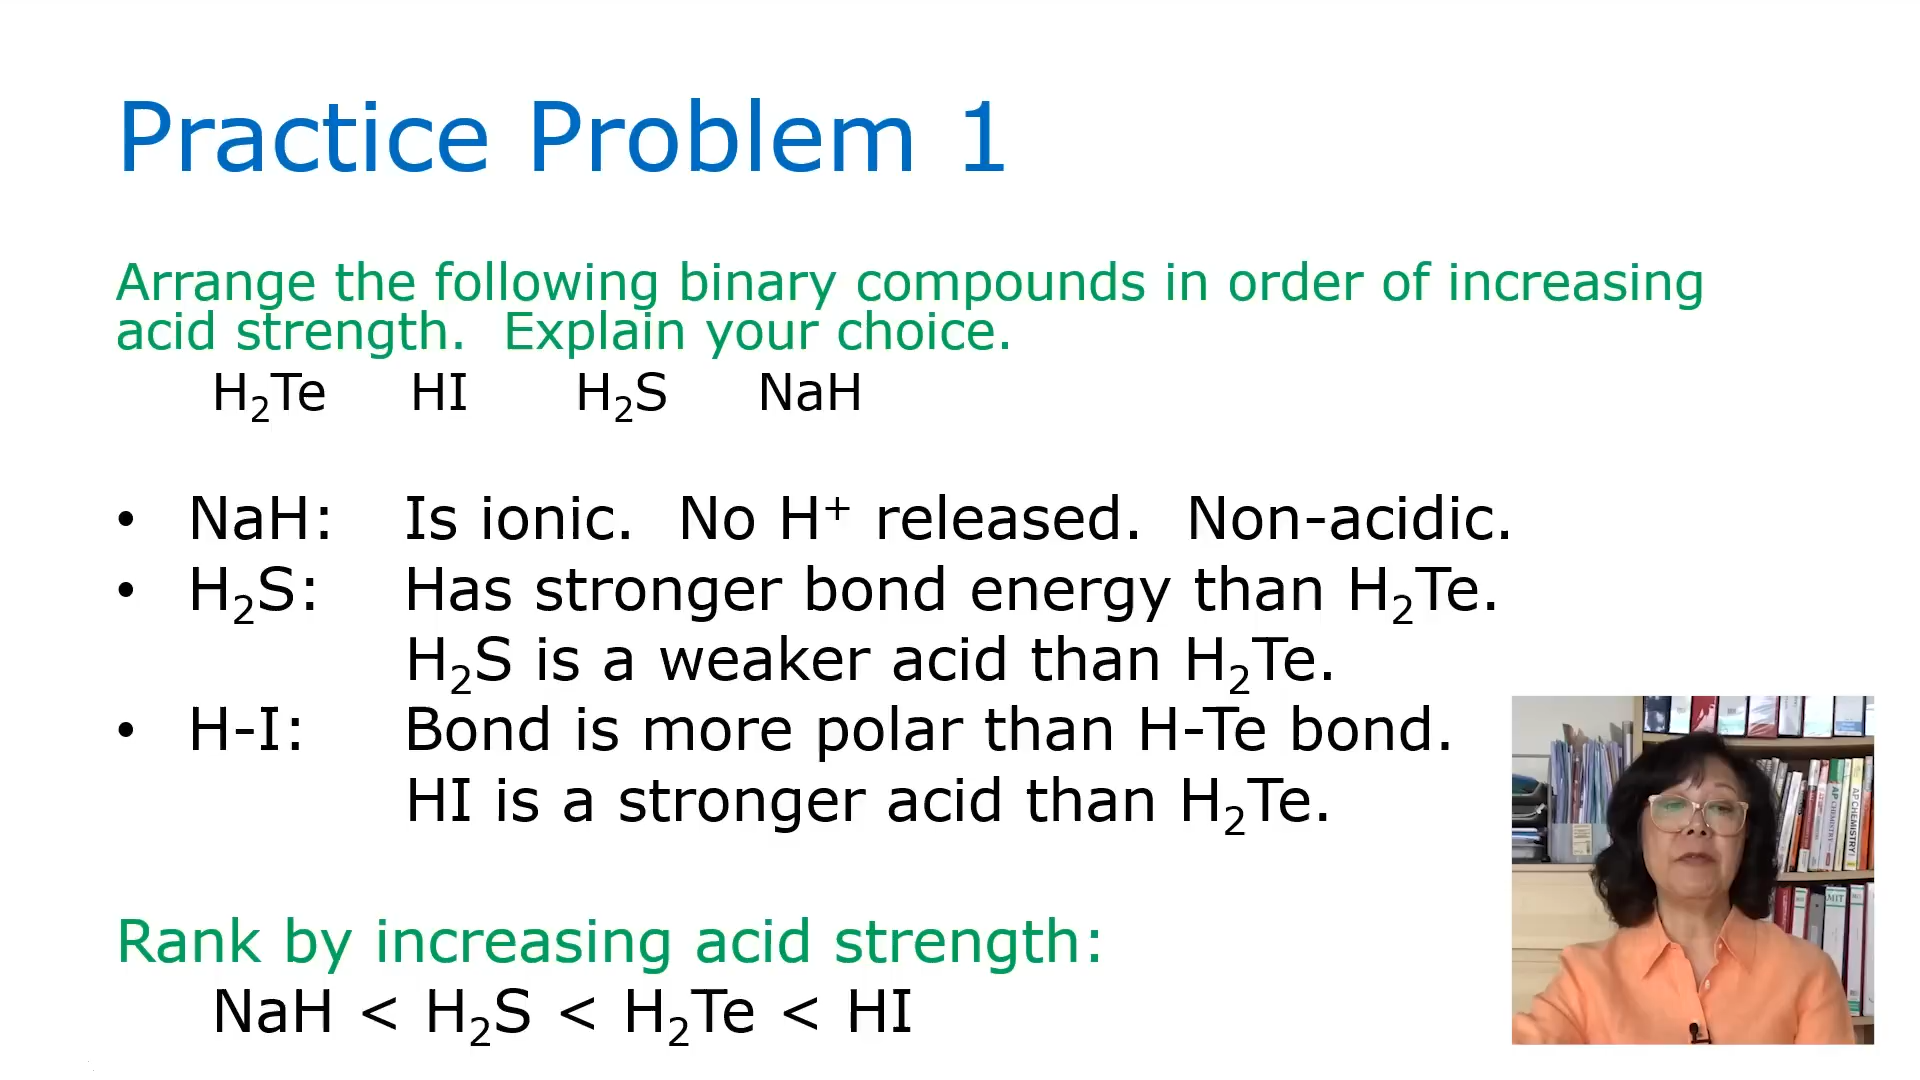 Practice Problem 1
Arrange the following binary compounds in order of increasing
acid strength. Explain your choice.
H₂Te HI H₂S NaH
• NaH: Is ionic. No H⁺ released. Non-acidic.
• H₂S: Has stronger bond energy than H₂Te.
H₂S is a weaker acid than H₂Te.
• H-I: Bond is more polar than H-Te bond.
HI is a stronger acid than H₂Te.
Rank by increasing acid strength:
NaH < H₂S < H₂Te < HI
AP CHEMISTRY
MIT